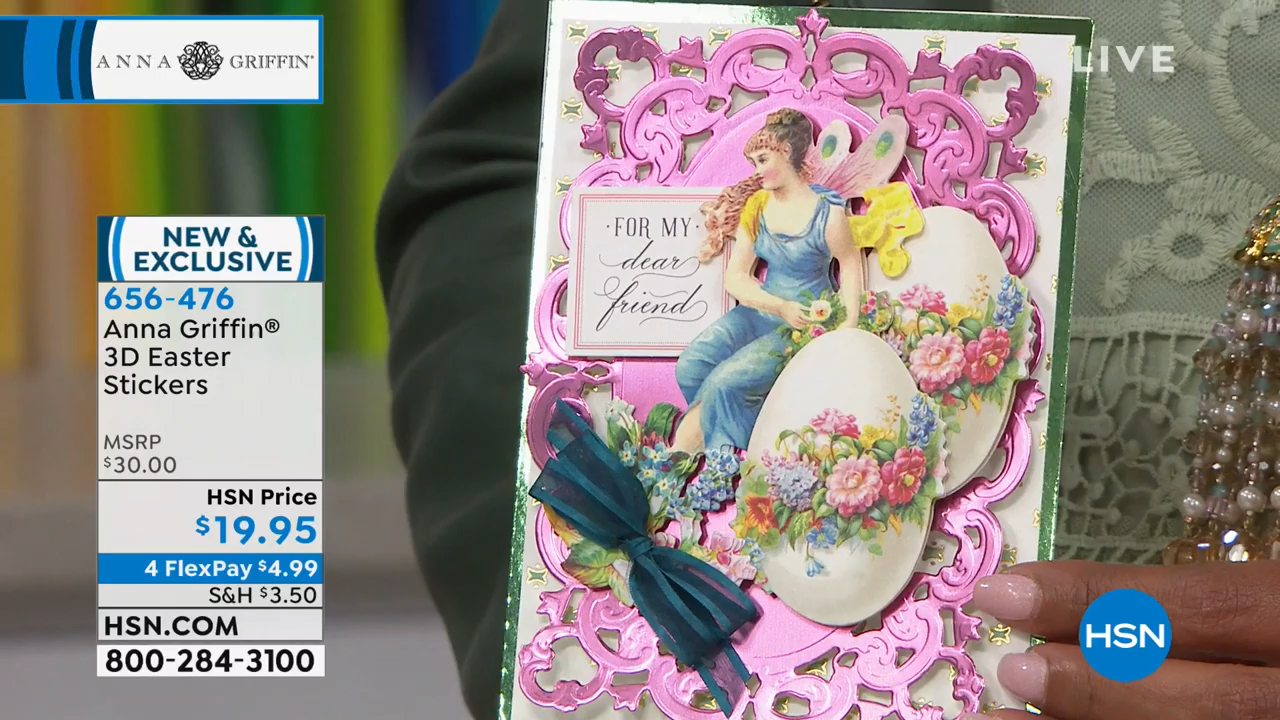 ANNA GRIFFIN®
LIVE
NEW &
EXCLUSIVE
656-476
Anna Griffin®
3D Easter
Stickers
MSRP
$30.00
HSN Price
$19.95
4 FlexPay $4.99
S&H $3.50
HSN.COM
800-284-3100
·FOR MY·
dear
friend
HSN